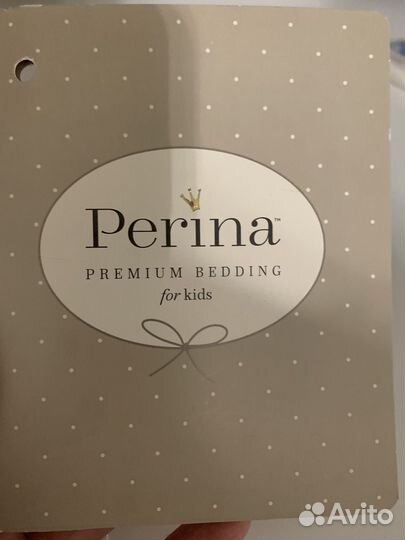 Perina™
PREMIUM BEDDING
for kids
Avito